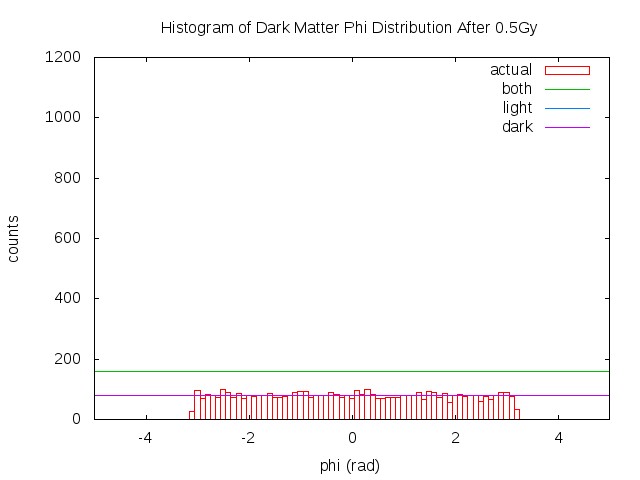 Histogram of Dark Matter Phi Distribution After 0.5Gy
1200
1000
800
600
400
200
0
counts
actual
both
light
dark
-4 -2 0 2 4
phi (rad)